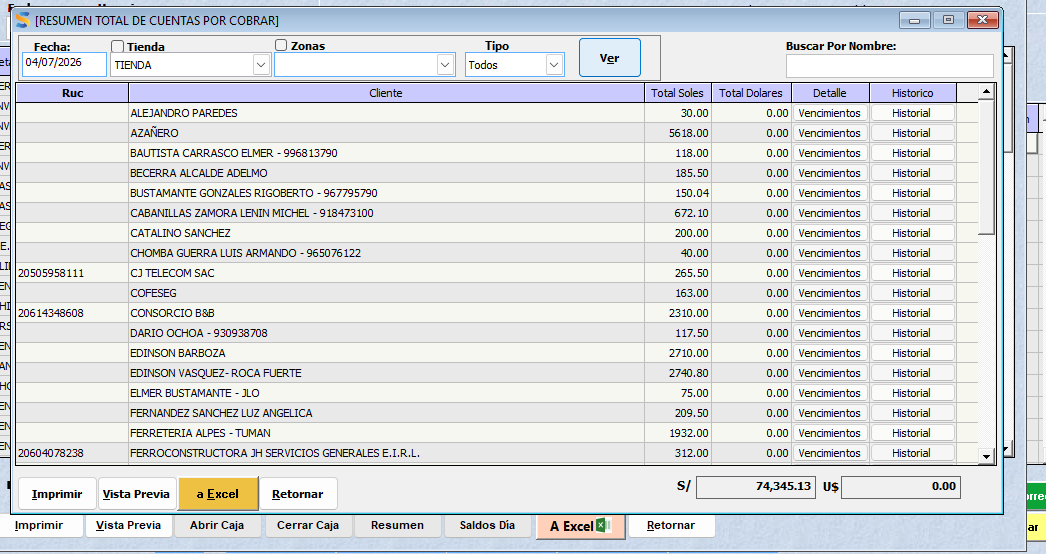 [RESUMEN TOTAL DE CUENTAS POR COBRAR]
Fecha: Tienda Zonas Tipo Buscar Por Nombre:
04/07/2026 TIENDA Todos Ver
Ruc Cliente Total Soles Total Dolares Detalle Historico
ALEJANDRO PAREDES 30.00 0.00 Vencimientos Historial
AZAÑERO 5618.00 0.00 Vencimientos Historial
BAUTISTA CARRASCO ELMER - 996813790 118.00 0.00 Vencimientos Historial
BECERRA ALCALDE ADELMO 185.50 0.00 Vencimientos Historial
BUSTAMANTE GONZALES RIGOBERTO - 967795790 150.04 0.00 Vencimientos Historial
CABANILLAS ZAMORA LENIN MICHEL - 918473100 672.10 0.00 Vencimientos Historial
CATALINO SANCHEZ 200.00 0.00 Vencimientos Historial
CHOMBA GUERRA LUIS ARMANDO - 965076122 40.00 0.00 Vencimientos Historial
20505958111 CJ TELECOM SAC 265.50 0.00 Vencimientos Historial
COFESEG 163.00 0.00 Vencimientos Historial
20614348608 CONSORCIO B&B 2310.00 0.00 Vencimientos Historial
DARIO OCHOA - 930938708 117.50 0.00 Vencimientos Historial
EDINSON BARBOZA 2710.00 0.00 Vencimientos Historial
EDINSON VASQUEZ- ROCA FUERTE 2740.80 0.00 Vencimientos Historial
ELMER BUSTAMANTE - JLO 75.00 0.00 Vencimientos Historial
FERNANDEZ SANCHEZ LUZ ANGELICA 209.50 0.00 Vencimientos Historial
FERRETERIA ALPES - TUMAN 1932.00 0.00 Vencimientos Historial
20604078238 FERROCONSTRUCTORA JH SERVICIOS GENERALES E.I.R.L. 312.00 0.00 Vencimientos Historial
Imprimir Vista Previa a Excel Retornar S/ 74,345.13 U$ 0.00
Imprimir Vista Previa Abrir Caja Cerrar Caja Resumen Saldos Día A Excel Retornar